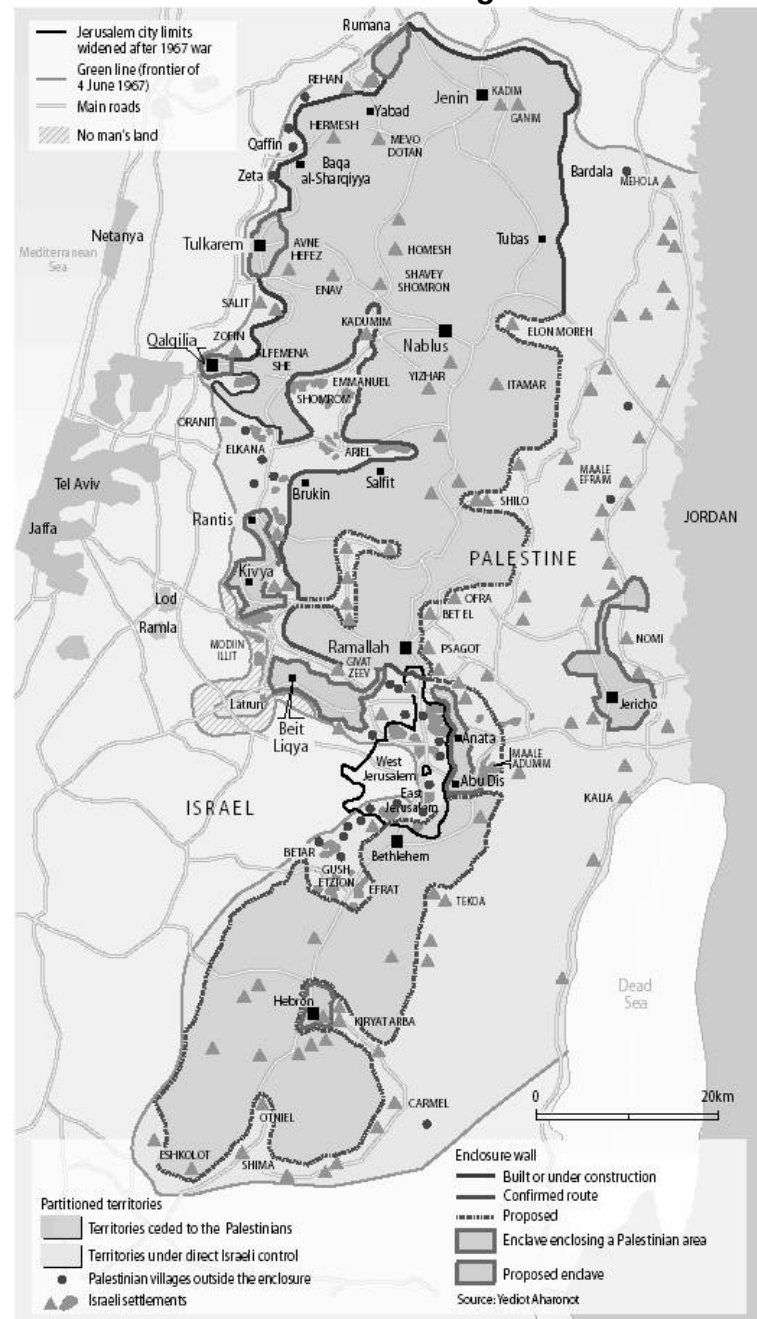 Jerusalem city limits
widened after 1967 war
Green line (frontier of
4 June 1967)
Main roads
No man's land
Rumana
REHAN
Jenin
KADIM
GANIM
Yabad
HERMESH
MEVO
DOTAN
Qaffin
Zeta
Baqa
al-Sharqiyya
Bardala
MEHOLA
Netanya
Mediterranean
Sea
Tulkarem
AVNE
HEFEZ
HOMESH
Tubas
ENAV
SHAVEY
SHOMRON
SALIT
KADUMIM
ELON MOREH
ZOFIN
Qalqilia
Nablus
ALFEMENA
SHE
EMMANUEL
YIZHAR
ITAMAR
SHOMROM
ORANIT
ELKANA
ARIEL
Tel Aviv
Brukin
Salfit
MAALE
EFRAIM
SHILO
Jaffa
Rantis
JORDAN
PALESTINE
Kivya
Lod
OFRA
BET EL
Ramla
NOMI
MODIIN
ILLIT
Ramallah
PSAGOT
GIVAT
ZEEV
Latrun
Jericho
Beit
Liqya
Anata
West
Jerusalem
MAALE
ADUMIM
East
Jerusalem
Abu Dis
KALIA
ISRAEL
BETAR
Bethlehem
GUSH
ETZION
EFRAT
TEKOA
Dead
Sea
Hebron
KIRYAT ARBA
0
20km
OTNIEL
CARMEL
ESHKOLOT
SHIMA
Partitioned territories
Territories ceded to the Palestinians
Territories under direct Israeli control
Palestinian villages outside the enclosure
Israeli settlements
Enclosure wall
Built or under construction
Confirmed route
Proposed
Enclave enclosing a Palestinian area
Proposed enclave
Source: Yediot Aharonot